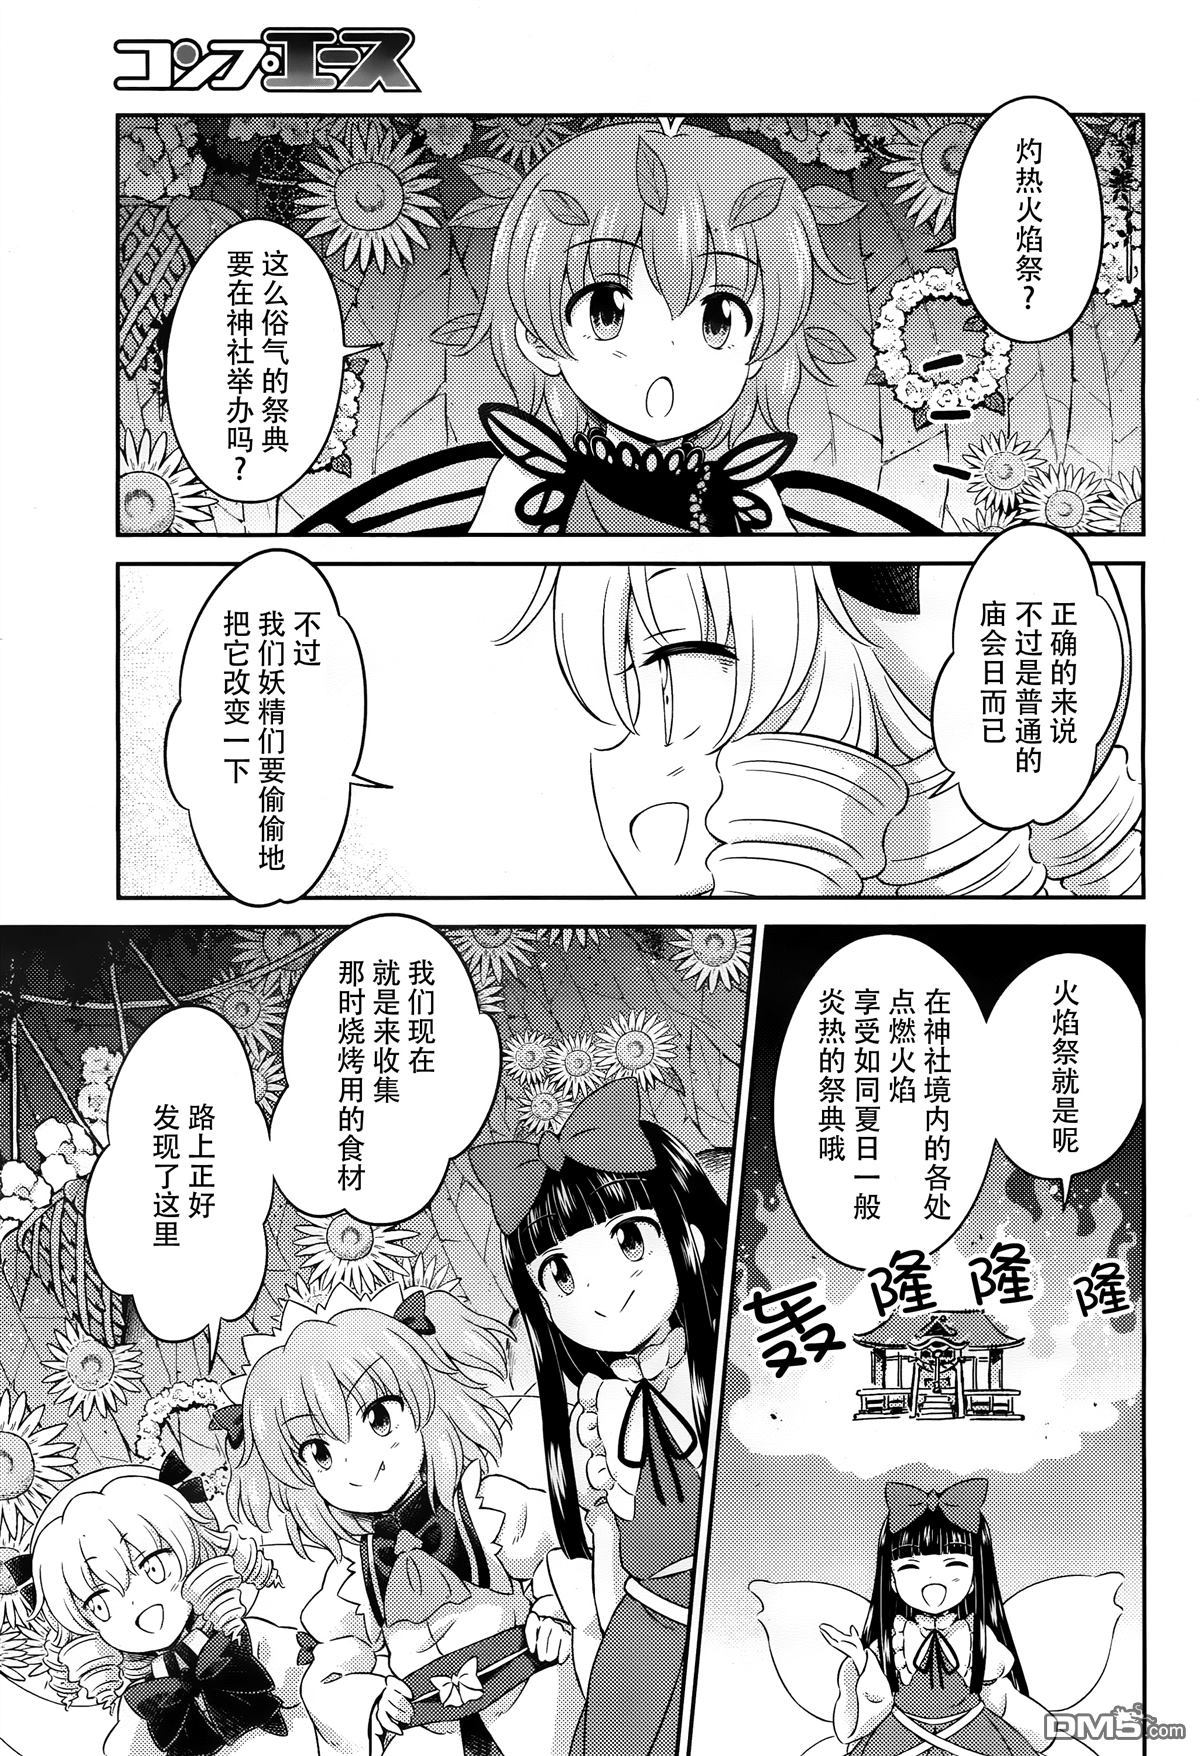 コンプ・エース
灼热火焰祭？
这么俗气的祭典
要在神社举办吗？
正确的来说
不过是普通的
庙会日而已
不过
我们妖精们要偷偷地
把它改变一下
火焰祭就是呢
在神社境内的各处
点燃火焰
享受如同夏日一般
炎热的祭典哦
轰隆隆隆
我们现在
就是来收集
那时烧烤用的食材
路上正好
发现了这里
DM5.com